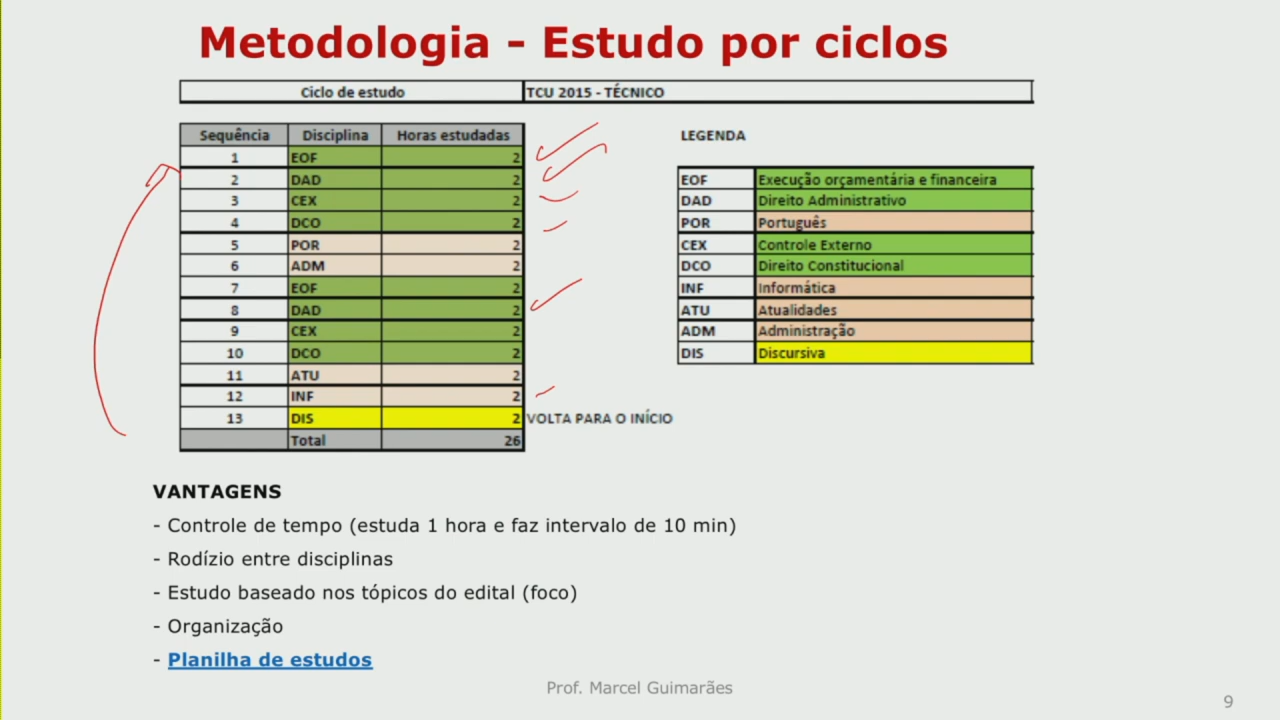 Metodologia - Estudo por ciclos
Ciclo de estudo TCU 2015 - TÉCNICO
Sequência Disciplina Horas estudadas
1 EOF 2
2 DAD 2
3 CEX 2
4 DCO 2
5 POR 2
6 ADM 2
7 EOF 2
8 DAD 2
9 CEX 2
10 DCO 2
11 ATU 2
12 INF 2
13 DIS 2 VOLTA PARA O INÍCIO
Total 26
LEGENDA
EOF Execução orçamentária e financeira
DAD Direito Administrativo
POR Português
CEX Controle Externo
DCO Direito Constitucional
INF Informática
ATU Atualidades
ADM Administração
DIS Discursiva
VANTAGENS
- Controle de tempo (estuda 1 hora e faz intervalo de 10 min)
- Rodízio entre disciplinas
- Estudo baseado nos tópicos do edital (foco)
- Organização
- Planilha de estudos
Prof. Marcel Guimarães
9